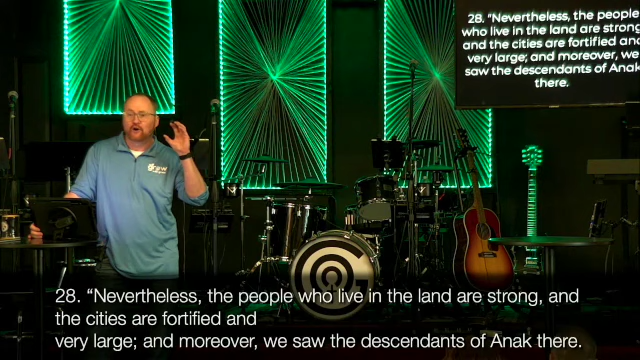 28. “Nevertheless, the people
who live in the land are strong,
and the cities are fortified and
very large; and moreover, we
saw the descendants of Anak
there.
28. “Nevertheless, the people who live in the land are strong, and
the cities are fortified and
very large; and moreover, we saw the descendants of Anak there.